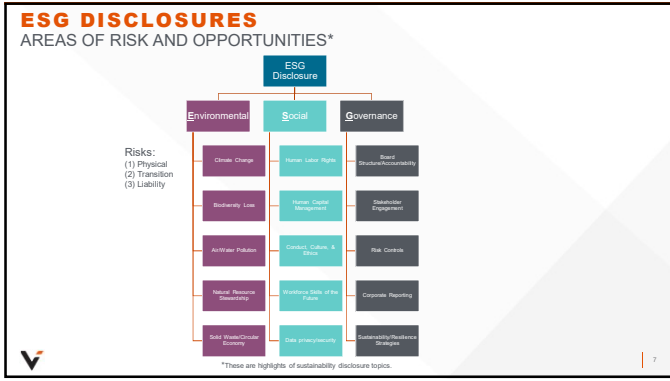 ESG DISCLOSURES
AREAS OF RISK AND OPPORTUNITIES*
ESG
Disclosure
Environmental
Social
Governance
Risks:
(1) Physical
(2) Transition
(3) Liability
Climate Change
Human Labor Rights
Board
Structure/Accountability
Biodiversity Loss
Human Capital
Management
Stakeholder
Engagement
Air/Water Pollution
Conduct, Culture, &
Ethics
Risk Controls
Natural Resource
Stewardship
Workforce Skills of the
Future
Corporate Reporting
Solid Waste/Circular
Economy
Data privacy/security
Sustainability/Resilience
Strategies
*These are highlights of sustainability disclosure topics.
7